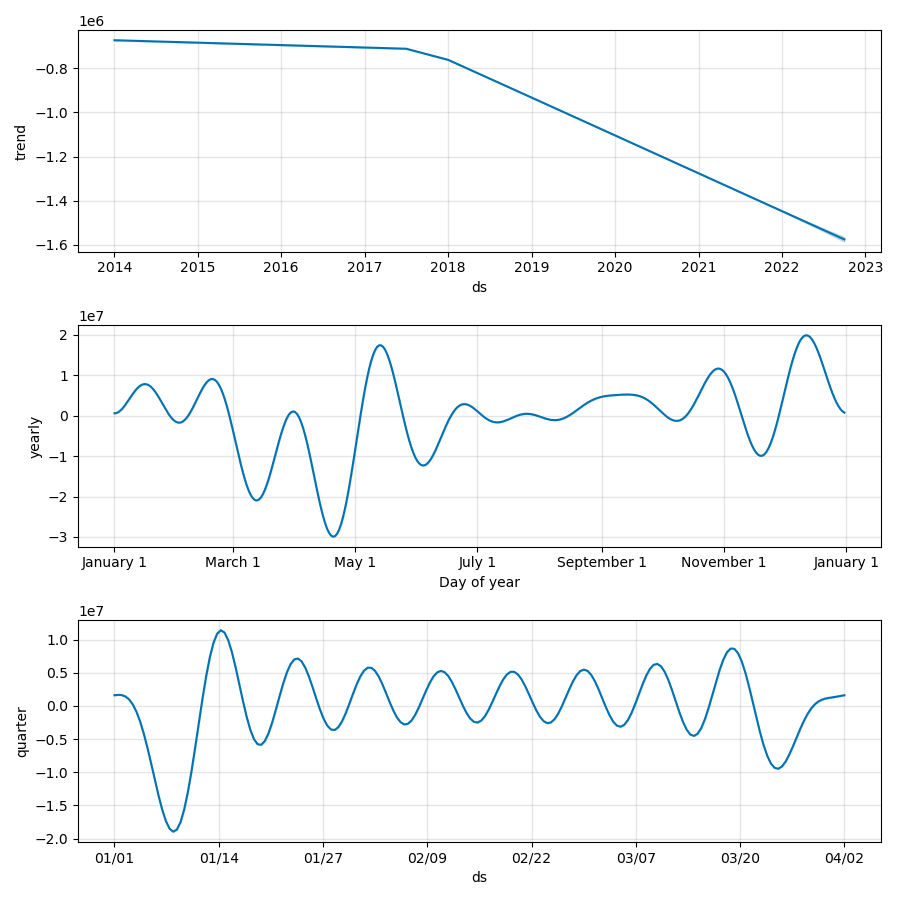 1e6
−0.8
−1.0
−1.2
−1.4
−1.6
trend
2014 2015 2016 2017 2018 2019 2020 2021 2022 2023
ds
1e7
2
1
0
−1
−2
−3
yearly
January 1 March 1 May 1 July 1 September 1 November 1 January 1
Day of year
1e7
1.0
0.5
0.0
−0.5
−1.0
−1.5
−2.0
quarter
01/01 01/14 01/27 02/09 02/22 03/07 03/20 04/02
ds